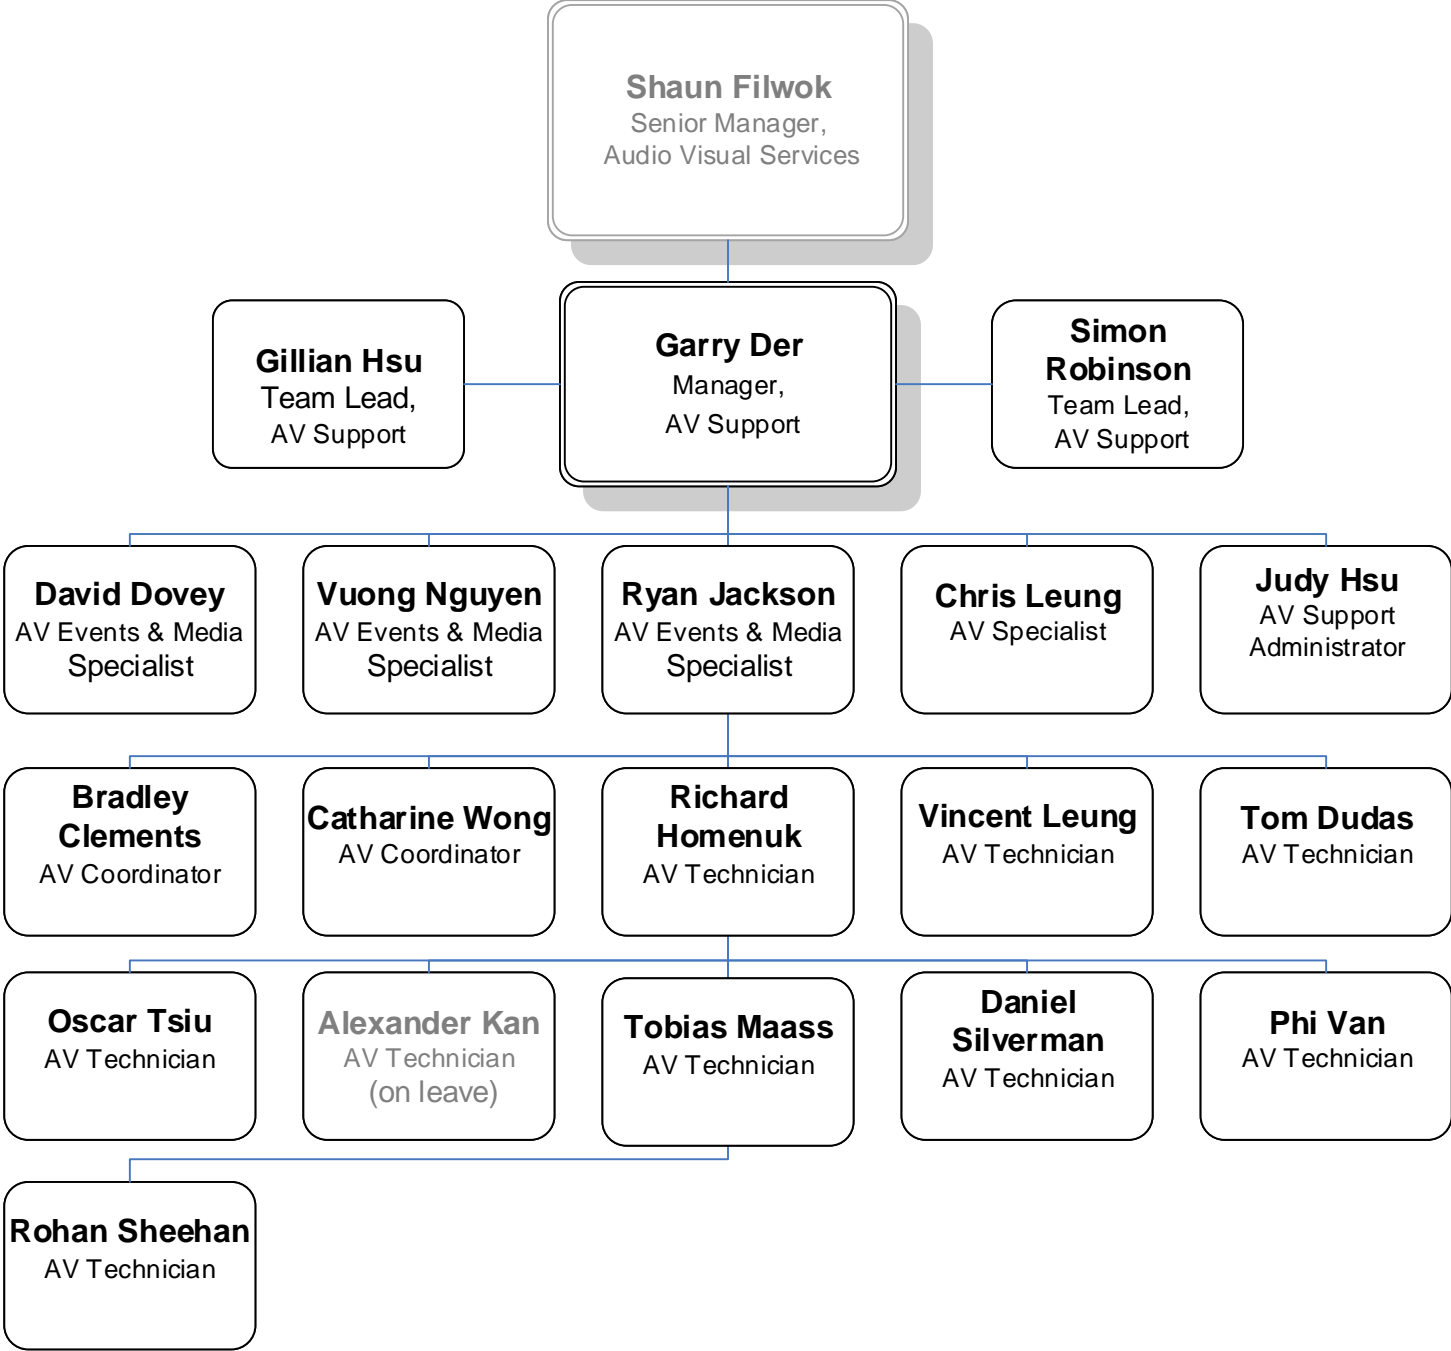 Shaun Filwok
Senior Manager,
Audio Visual Services
Gillian Hsu
Team Lead,
AV Support
Garry Der
Manager,
AV Support
Simon
Robinson
Team Lead,
AV Support
David Dovey
AV Events & Media
Specialist
Vuong Nguyen
AV Events & Media
Specialist
Ryan Jackson
AV Events & Media
Specialist
Chris Leung
AV Specialist
Judy Hsu
AV Support
Administrator
Bradley
Clements
AV Coordinator
Catharine Wong
AV Coordinator
Richard
Homenuk
AV Technician
Vincent Leung
AV Technician
Tom Dudas
AV Technician
Oscar Tsiu
AV Technician
Alexander Kan
AV Technician
(on leave)
Tobias Maass
AV Technician
Daniel
Silverman
AV Technician
Phi Van
AV Technician
Rohan Sheehan
AV Technician